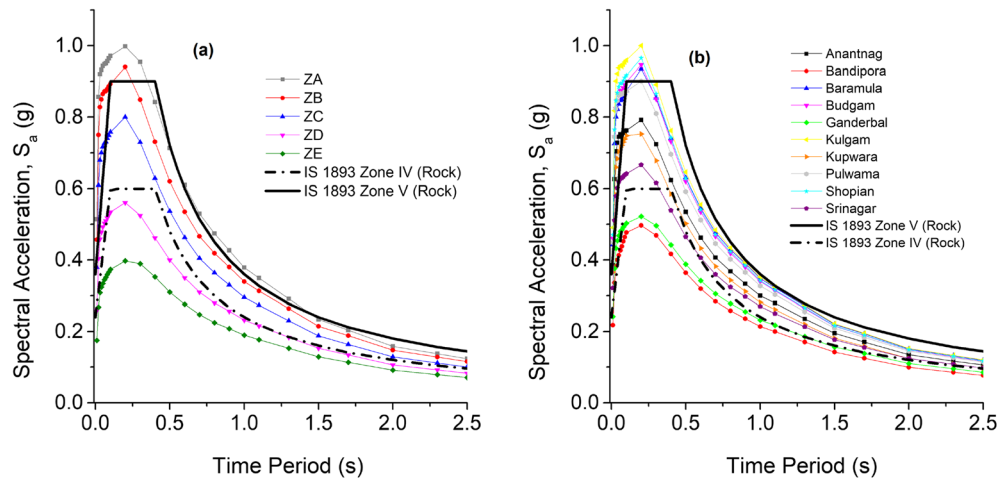 (a)
Spectral Acceleration, Sₐ (g)
1.0
0.8
0.6
0.4
0.2
0.0
0.0 0.5 1.0 1.5 2.0 2.5
Time Period (s)
ZA
ZB
ZC
ZD
ZE
IS 1893 Zone IV (Rock)
IS 1893 Zone V (Rock)
(b)
Spectral Acceleration, Sₐ (g)
1.0
0.8
0.6
0.4
0.2
0.0
0.0 0.5 1.0 1.5 2.0 2.5
Time Period (s)
Anantnag
Bandipora
Baramula
Budgam
Ganderbal
Kulgam
Kupwara
Pulwama
Shopian
Srinagar
IS 1893 Zone V (Rock)
IS 1893 Zone IV (Rock)